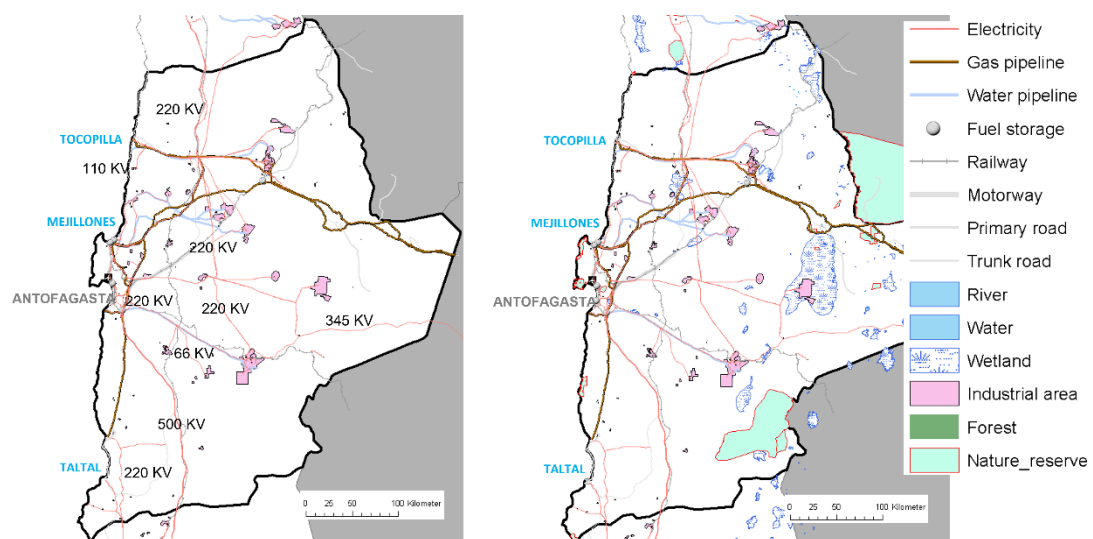 220 KV
TOCOPILLA
110 KV
MEJILLONES
220 KV
ANTOFAGASTA
220 KV
220 KV
345 KV
66 KV
500 KV
TALTAL
220 KV
0 25 50 100 Kilometer
TOCOPILLA
MEJILLONES
ANTOFAGASTA
TALTAL
0 25 50 100 Kilometer
Electricity
Gas pipeline
Water pipeline
Fuel storage
Railway
Motorway
Primary road
Trunk road
River
Water
Wetland
Industrial area
Forest
Nature_reserve